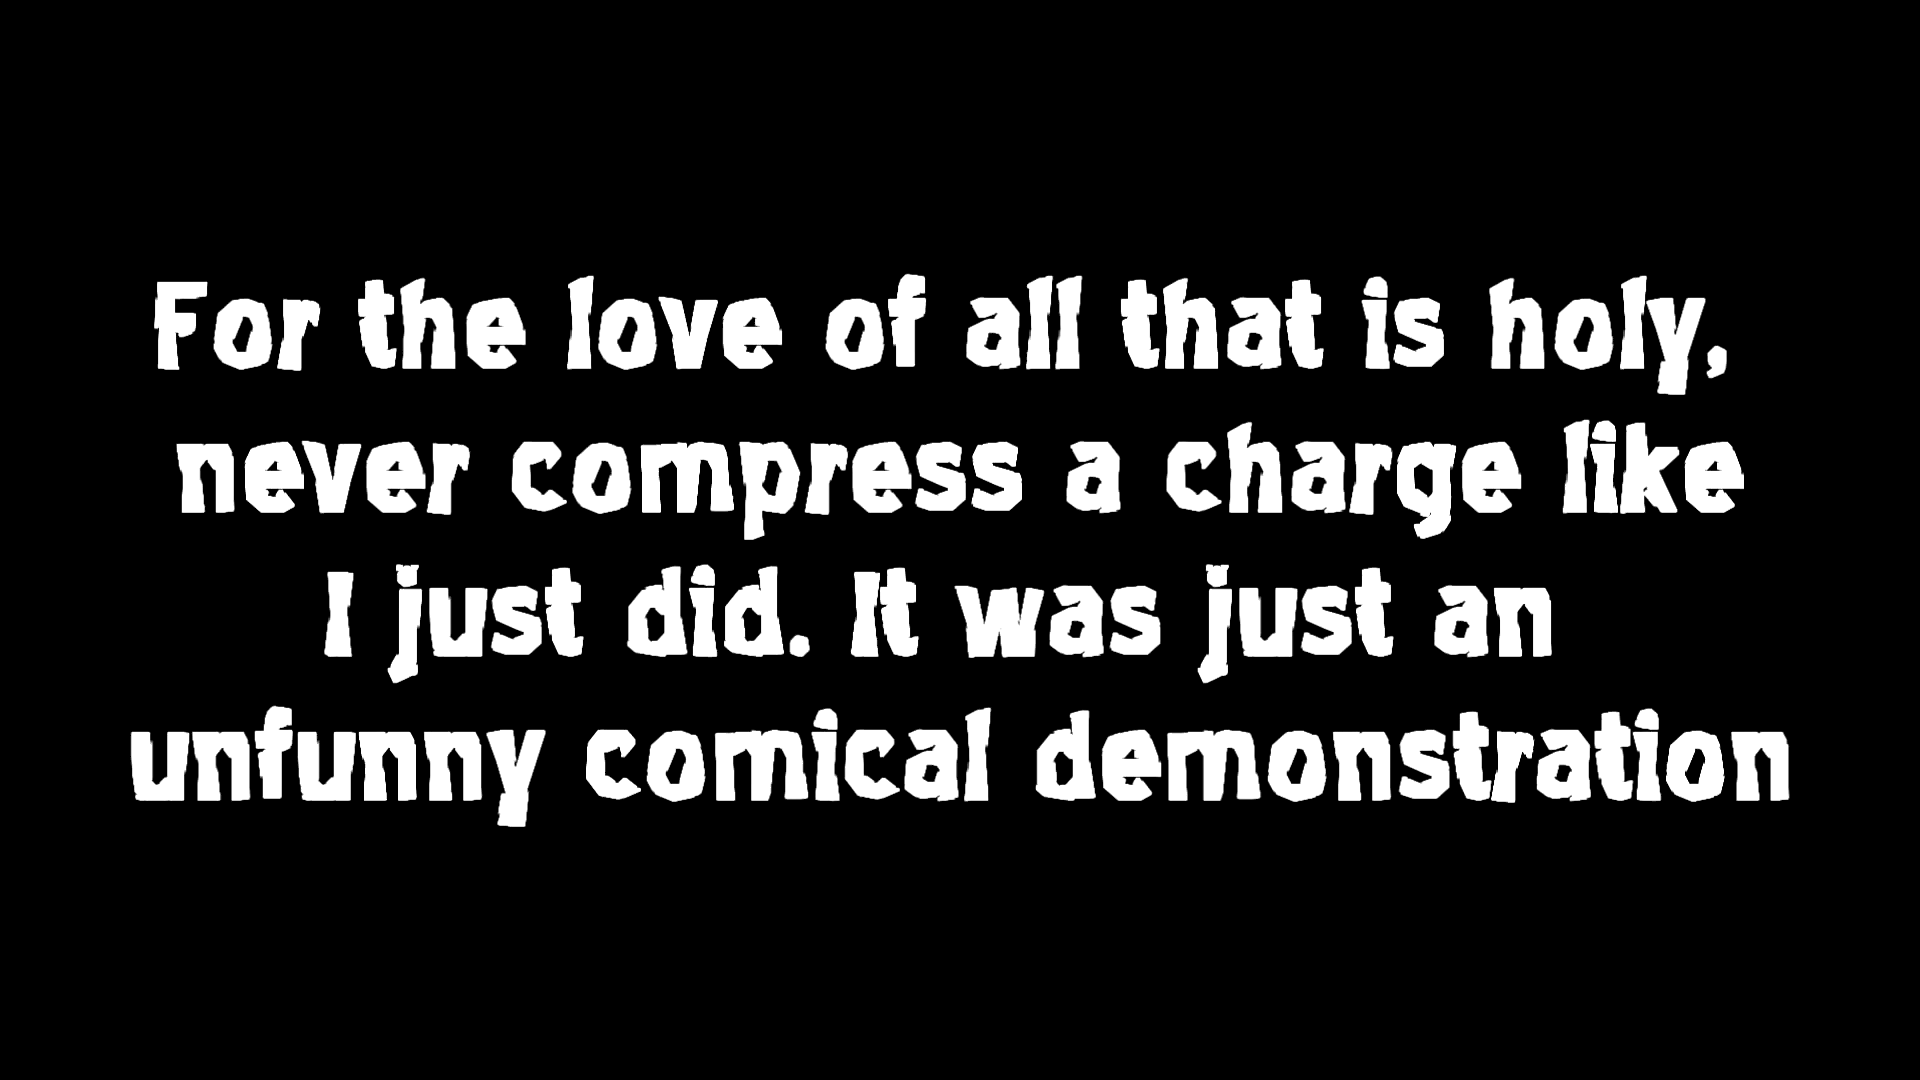 For the love of all that is holy,
never compress a charge like
I just did. It was just an
unfunny comical demonstration